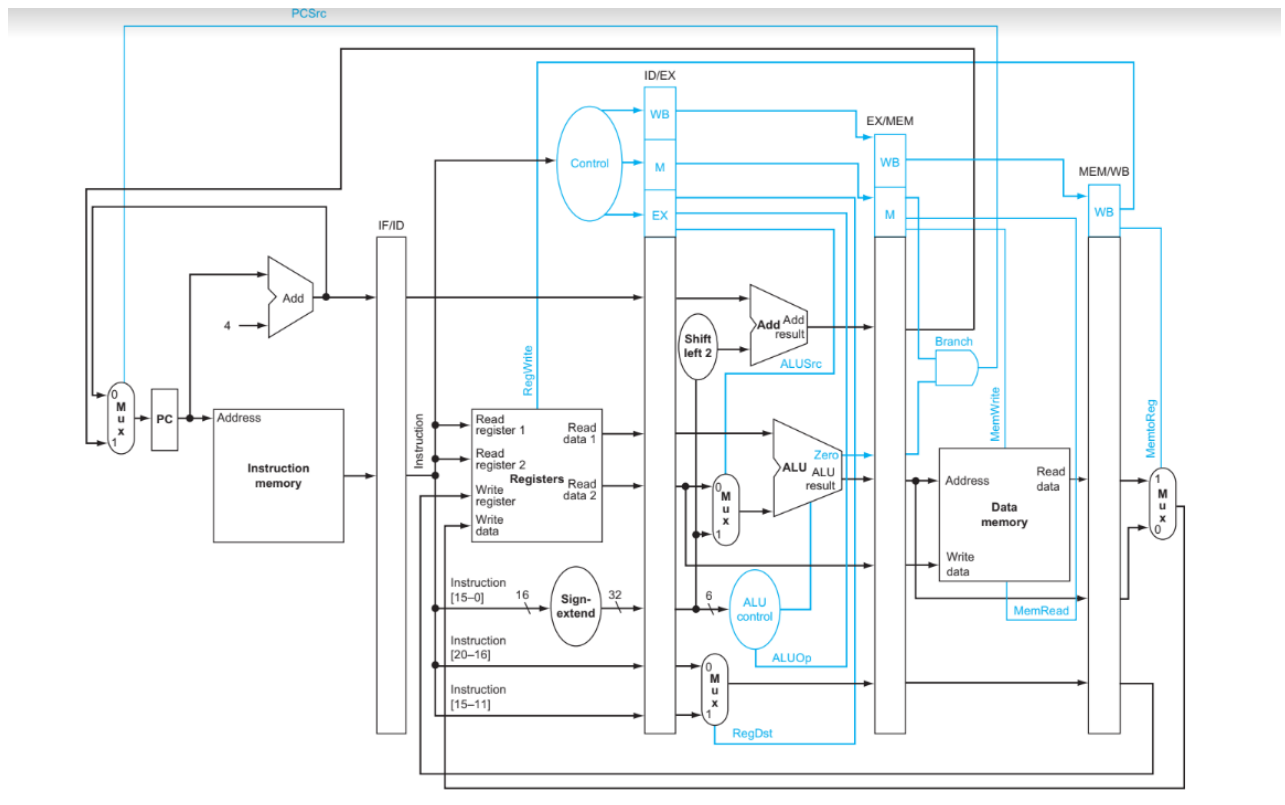 PCSrc
ID/EX
WB
EX/MEM
Control
M
WB
MEM/WB
EX
M
WB
IF/ID
Add
4
Shift
left 2
Add
Add
result
Branch
ALUSrc
RegWrite
MemWrite
MemtoReg
0
M
u
x
1
PC
Address
Instruction
memory
Instruction
Read
register 1
Read
register 2
Write
register
Write
data
Registers
Read
data 1
Read
data 2
0
M
u
x
1
Zero
ALU
ALU
result
Address
Read
data
Data
memory
Write
data
1
M
u
x
0
Instruction
[15–0]
16
Sign-
extend
32
6
ALU
control
MemRead
Instruction
[20–16]
ALUOp
0
M
u
x
1
Instruction
[15–11]
RegDst